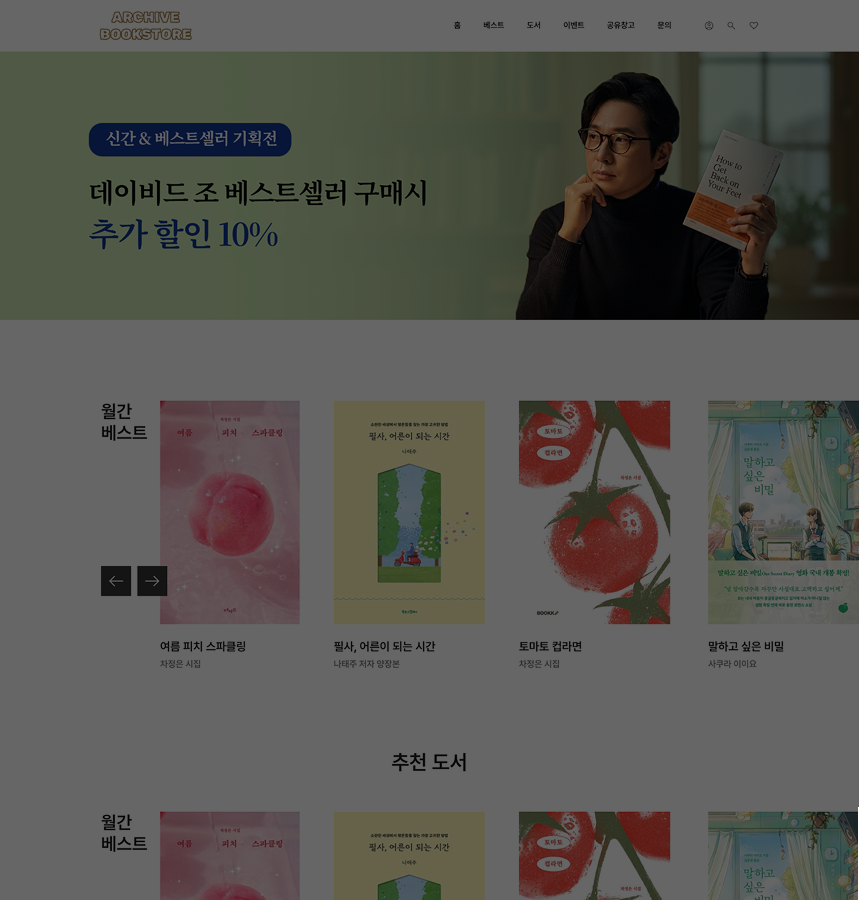 ARCHIVE
BOOKSTORE
홈
베스트
도서
이벤트
공유창고
문의
신간 & 베스트셀러 기획전
데이비드 조 베스트셀러 구매시
추가 할인 10%
How to
Get
Back on
Your Feet
월간
베스트
차정은 시집
여름 피치 스파클링
필사, 어른이 되는 시간
나태주
토마토
컵라면
차정은 시집
BOOKK
말하고
싶은
비밀
여름 피치 스파클링
차정은 시집
필사, 어른이 되는 시간
나태주 저자 양장본
토마토 컵라면
차정은 시집
말하고 싶은 비밀
사쿠라 이이요
추천 도서
월간
베스트
차정은 시집
여름 피치 스파클링
필사, 어른이 되는 시간
나태주
토마토
컵라면
차정은 시집
말하고
싶은
비밀